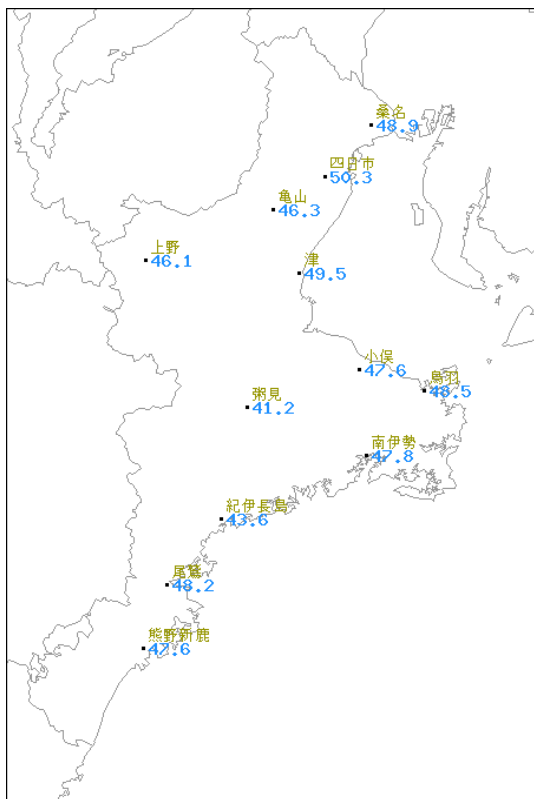 桑名
48.9
四日市
50.3
亀山
46.3
上野
46.1
津
49.5
小俣
47.6
鳥羽
48.5
粥見
41.2
南伊勢
47.8
紀伊長島
43.6
尾鷲
48.2
熊野新鹿
47.6